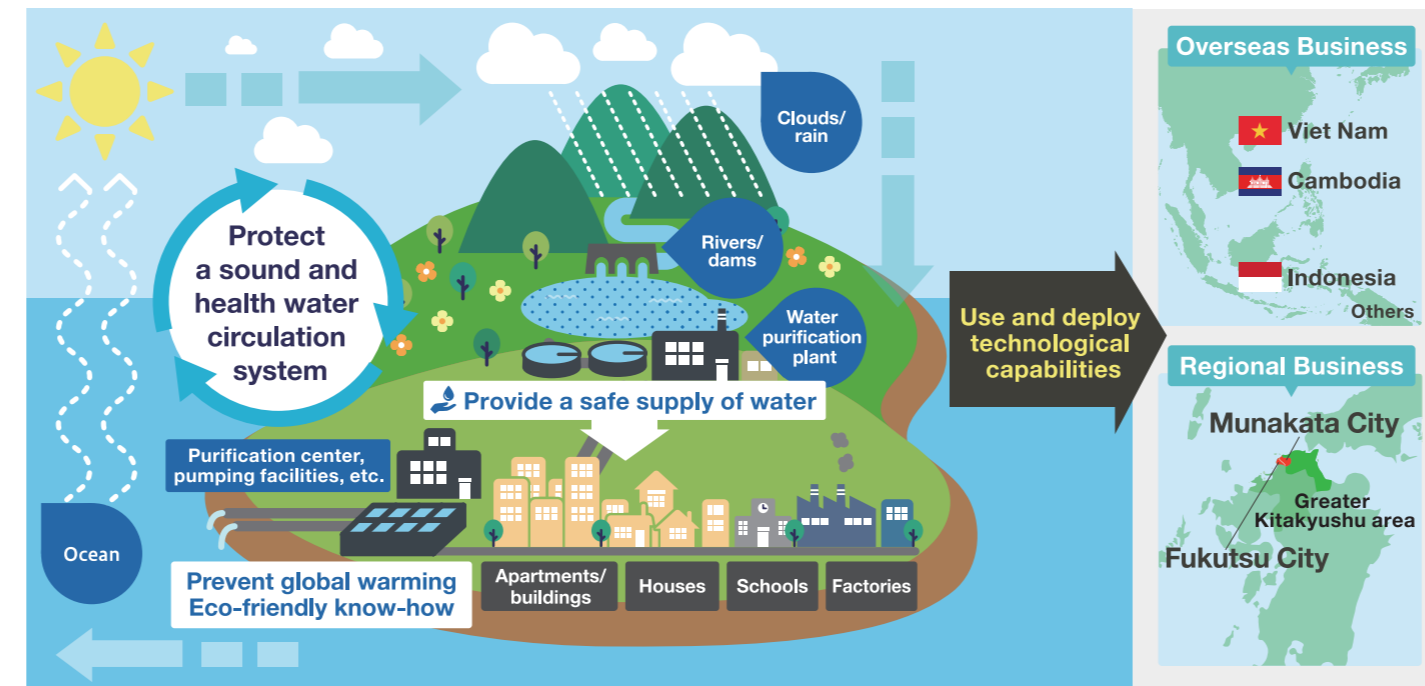 Clouds/
rain
Protect
a sound and
health water
circulation
system
Rivers/
dams
Water
purification
plant
Provide a safe supply of water
Purification center,
pumping facilities, etc.
Ocean
Prevent global warming
Eco-friendly know-how
Apartments/
buildings
Houses
Schools
Factories
Use and deploy
technological
capabilities
Overseas Business
Viet Nam
Cambodia
Indonesia
Others
Regional Business
Munakata City
Greater
Kitakyushu area
Fukutsu City